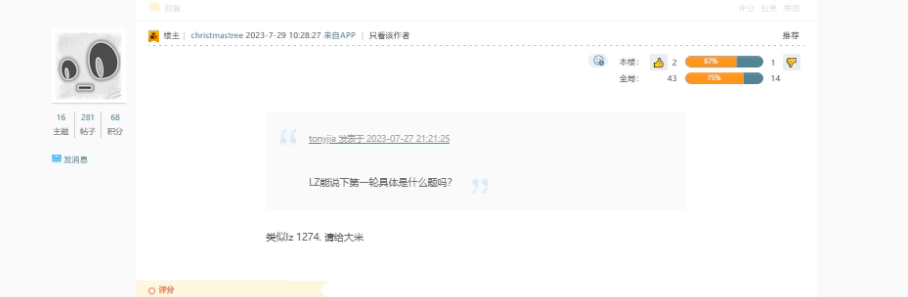 回复
评分 投票 举报
楼主 | christmastree 2023-7-29 10:28:27 来自APP | 只看该作者
推荐
本楼: 2 67% 1
全局: 43 75% 14
16 281 68
主题 帖子 积分
发消息
tonyjia 发表于 2023-07-27 21:21:25
LZ能说下第一轮具体是什么题吗?
类似lz 1274. 请给大米
评分